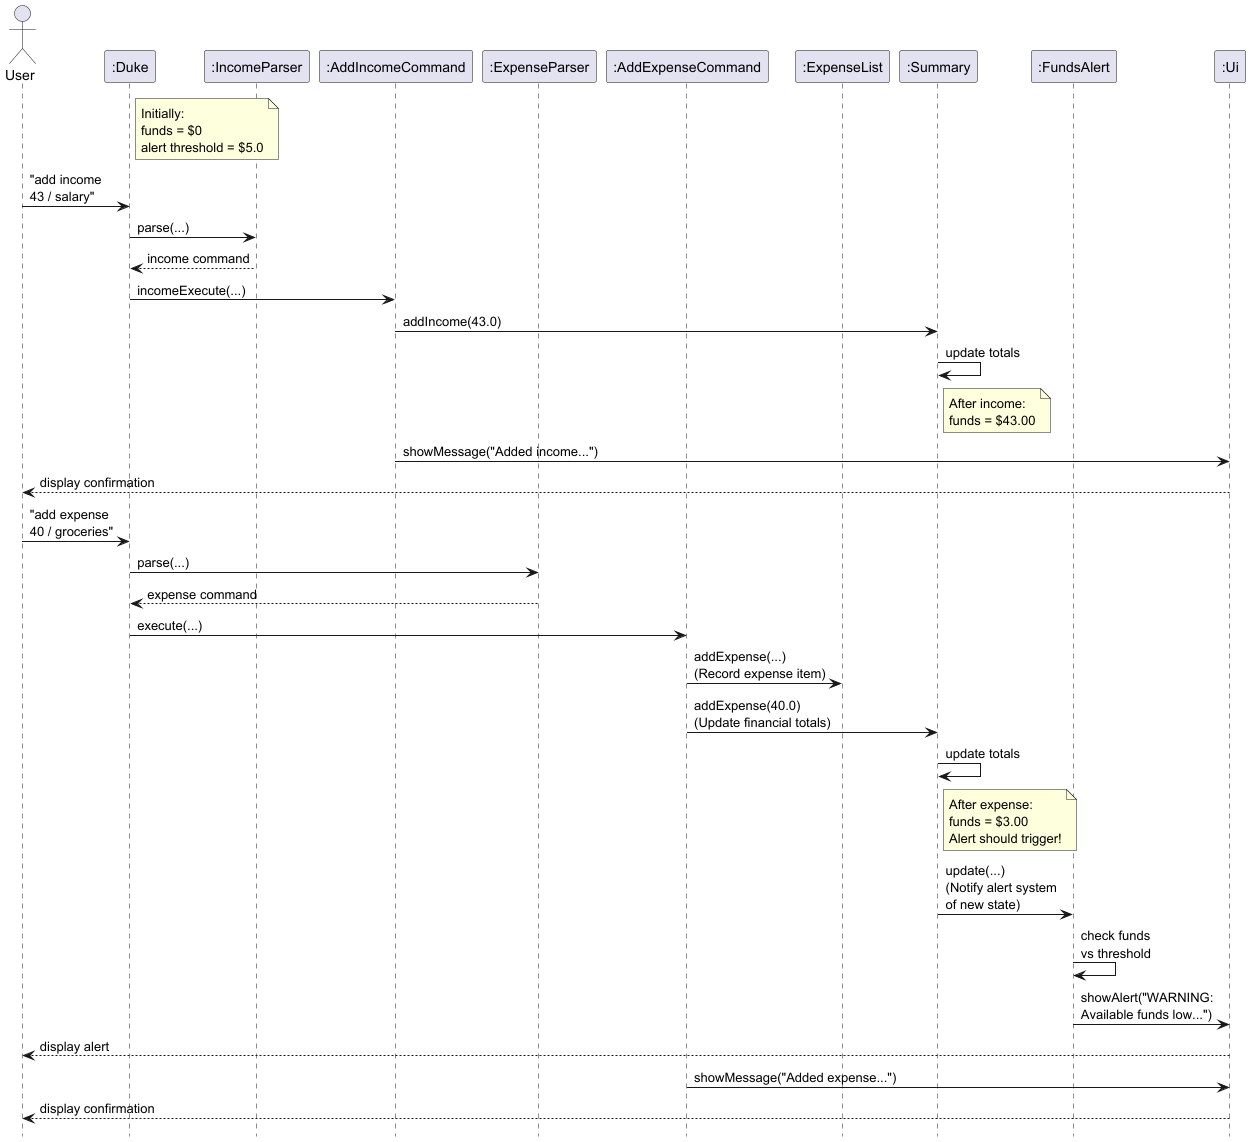 User
:Duke
:IncomeParser
:AddIncomeCommand
:ExpenseParser
:AddExpenseCommand
:ExpenseList
:Summary
:FundsAlert
:Ui
Initially:
funds = $0
alert threshold = $5.0
"add income
43 / salary"
parse(...)
income command
incomeExecute(...)
addIncome(43.0)
update totals
After income:
funds = $43.00
showMessage("Added income...")
display confirmation
"add expense
40 / groceries"
parse(...)
expense command
execute(...)
addExpense(...)
(Record expense item)
addExpense(40.0)
(Update financial totals)
update totals
After expense:
funds = $3.00
Alert should trigger!
update(...)
(Notify alert system
of new state)
check funds
vs threshold
showAlert("WARNING:
Available funds low...")
display alert
showMessage("Added expense...")
display confirmation